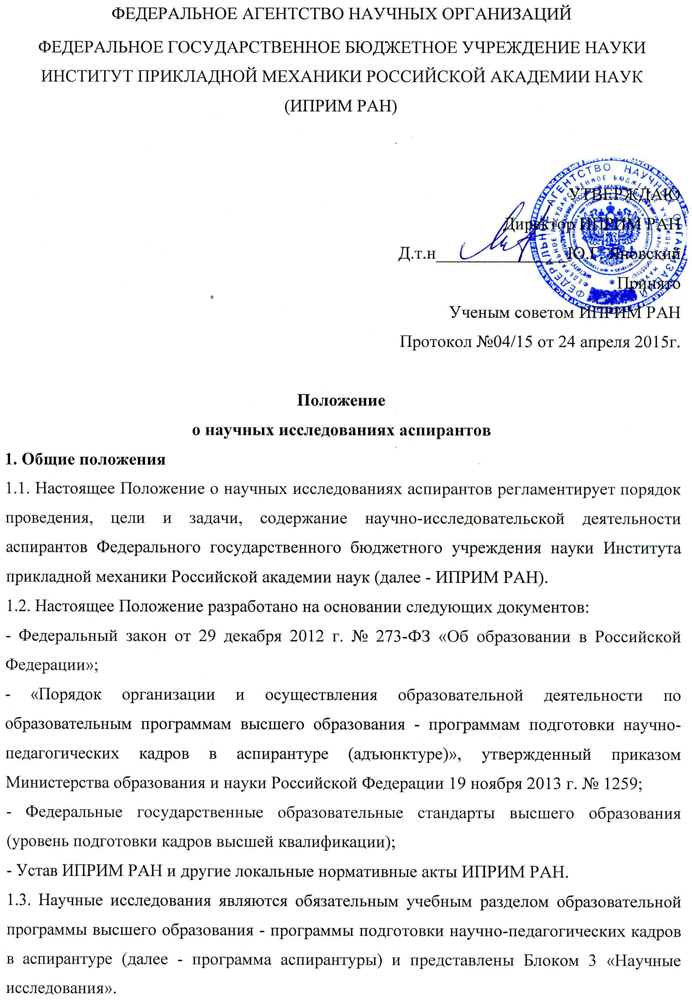 ФЕДЕРАЛЬНОЕ АГЕНТСТВО НАУЧНЫХ ОРГАНИЗАЦИЙ
ФЕДЕРАЛЬНОЕ ГОСУДАРСТВЕННОЕ БЮДЖЕТНОЕ УЧРЕЖДЕНИЕ НАУКИ
ИНСТИТУТ ПРИКЛАДНОЙ МЕХАНИКИ РОССИЙСКОЙ АКАДЕМИИ НАУК
(ИПРИМ РАН)
УТВЕРЖДАЮ
Директор ИПРИМ РАН
Д.т.н______________ Ю.Г. Яновский
Принято
Ученым советом ИПРИМ РАН
Протокол №04/15 от 24 апреля 2015г.
ФЕДЕРАЛЬНОЕ АГЕНТСТВО НАУЧНЫХ ОРГАНИЗАЦИЙ
ФЕДЕРАЛЬНОЕ ГОСУДАРСТВЕННОЕ БЮДЖЕТНОЕ УЧРЕЖДЕНИЕ НАУКИ
Положение
о научных исследованиях аспирантов
1. Общие положения
1.1. Настоящее Положение о научных исследованиях аспирантов регламентирует порядок
проведения, цели и задачи, содержание научно-исследовательской деятельности
аспирантов Федерального государственного бюджетного учреждения науки Института
прикладной механики Российской академии наук (далее - ИПРИМ РАН).
1.2. Настоящее Положение разработано на основании следующих документов:
- Федеральный закон от 29 декабря 2012 г. № 273-ФЗ «Об образовании в Российской
Федерации»;
- «Порядок организации и осуществления образовательной деятельности по
образовательным программам высшего образования - программам подготовки научно-
педагогических кадров в аспирантуре (адъюнктуре)», утвержденный приказом
Министерства образования и науки Российской Федерации 19 ноября 2013 г. № 1259;
- Федеральные государственные образовательные стандарты высшего образования
(уровень подготовки кадров высшей квалификации);
- Устав ИПРИМ РАН и другие локальные нормативные акты ИПРИМ РАН.
1.3. Научные исследования являются обязательным учебным разделом образовательной
программы высшего образования - программы подготовки научно-педагогических кадров
в аспирантуре (далее - программа аспирантуры) и представлены Блоком 3 «Научные
исследования».